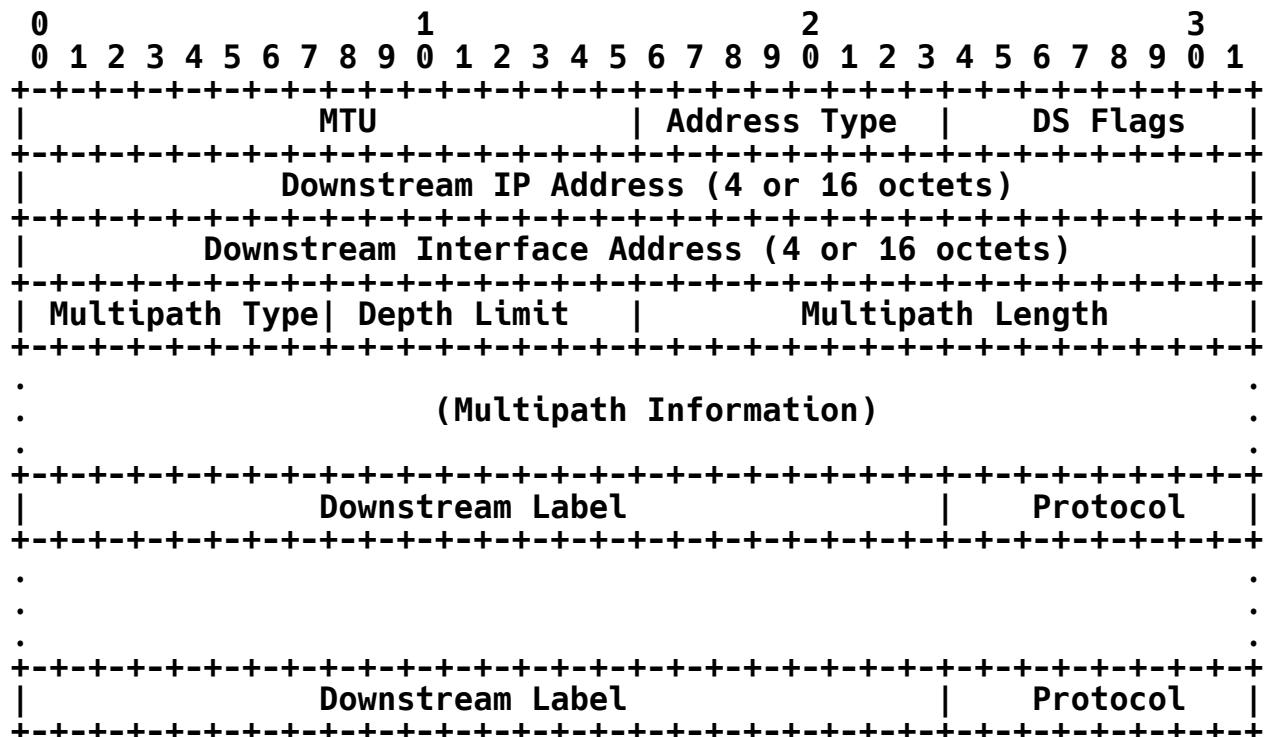 0                   1                   2                   3
 0 1 2 3 4 5 6 7 8 9 0 1 2 3 4 5 6 7 8 9 0 1 2 3 4 5 6 7 8 9 0 1
+-+-+-+-+-+-+-+-+-+-+-+-+-+-+-+-+-+-+-+-+-+-+-+-+-+-+-+-+-+-+-+-+
|               MTU             | Address Type  |    DS Flags   |
+-+-+-+-+-+-+-+-+-+-+-+-+-+-+-+-+-+-+-+-+-+-+-+-+-+-+-+-+-+-+-+-+
|             Downstream IP Address (4 or 16 octets)            |
+-+-+-+-+-+-+-+-+-+-+-+-+-+-+-+-+-+-+-+-+-+-+-+-+-+-+-+-+-+-+-+-+
|         Downstream Interface Address (4 or 16 octets)         |
+-+-+-+-+-+-+-+-+-+-+-+-+-+-+-+-+-+-+-+-+-+-+-+-+-+-+-+-+-+-+-+-+
| Multipath Type| Depth Limit   |        Multipath Length       |
+-+-+-+-+-+-+-+-+-+-+-+-+-+-+-+-+-+-+-+-+-+-+-+-+-+-+-+-+-+-+-+-+
.                                                               .
.                     (Multipath Information)                   .
.                                                               .
+-+-+-+-+-+-+-+-+-+-+-+-+-+-+-+-+-+-+-+-+-+-+-+-+-+-+-+-+-+-+-+-+
|               Downstream Label                |    Protocol   |
+-+-+-+-+-+-+-+-+-+-+-+-+-+-+-+-+-+-+-+-+-+-+-+-+-+-+-+-+-+-+-+-+
.                                                               .
.                                                               .
.                                                               .
+-+-+-+-+-+-+-+-+-+-+-+-+-+-+-+-+-+-+-+-+-+-+-+-+-+-+-+-+-+-+-+-+
|               Downstream Label                |    Protocol   |
+-+-+-+-+-+-+-+-+-+-+-+-+-+-+-+-+-+-+-+-+-+-+-+-+-+-+-+-+-+-+-+-+